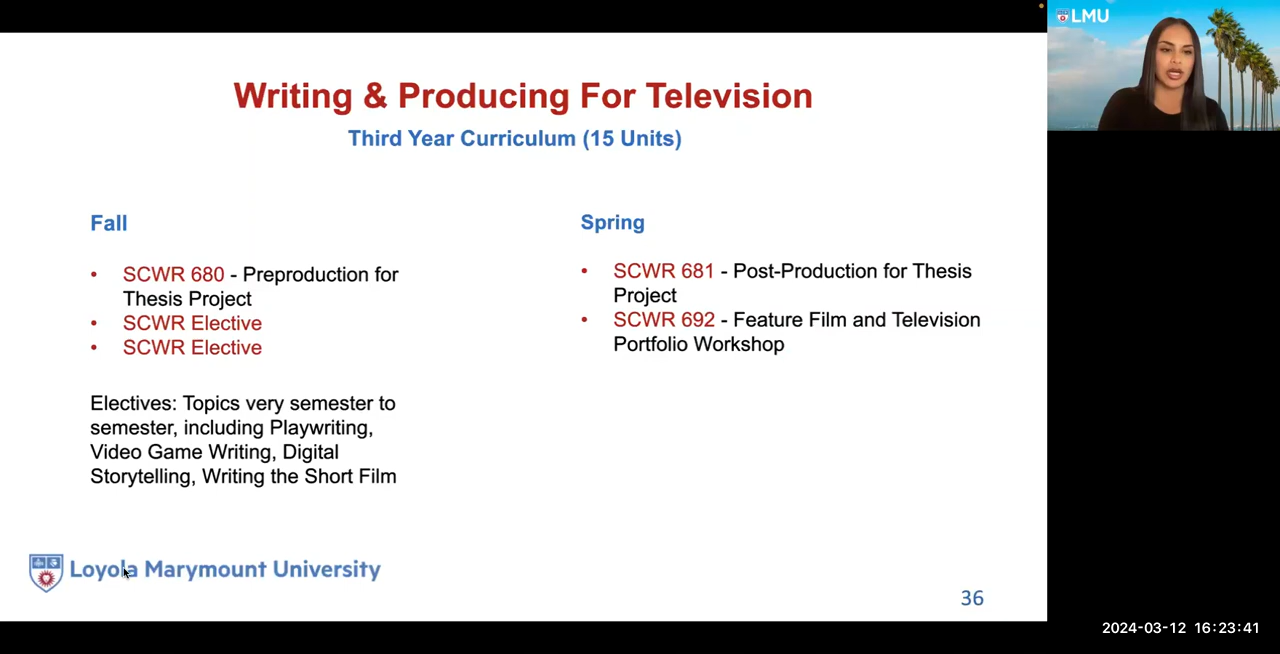 LMU
Writing & Producing For Television
Third Year Curriculum (15 Units)
Fall
• SCWR 680 - Preproduction for
Thesis Project
• SCWR Elective
• SCWR Elective
Electives: Topics very semester to
semester, including Playwriting,
Video Game Writing, Digital
Storytelling, Writing the Short Film
Spring
• SCWR 681 - Post-Production for Thesis
Project
• SCWR 692 - Feature Film and Television
Portfolio Workshop
Loyola Marymount University
36
2024-03-12 16:23:41